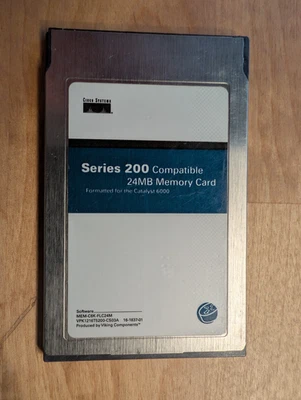 Cisco Systems
Series 200 Compatible
24MB Memory Card
Formatted for the Catalyst 6000
Software
MEM-C6K-FLC24M
Produced by Viking Components